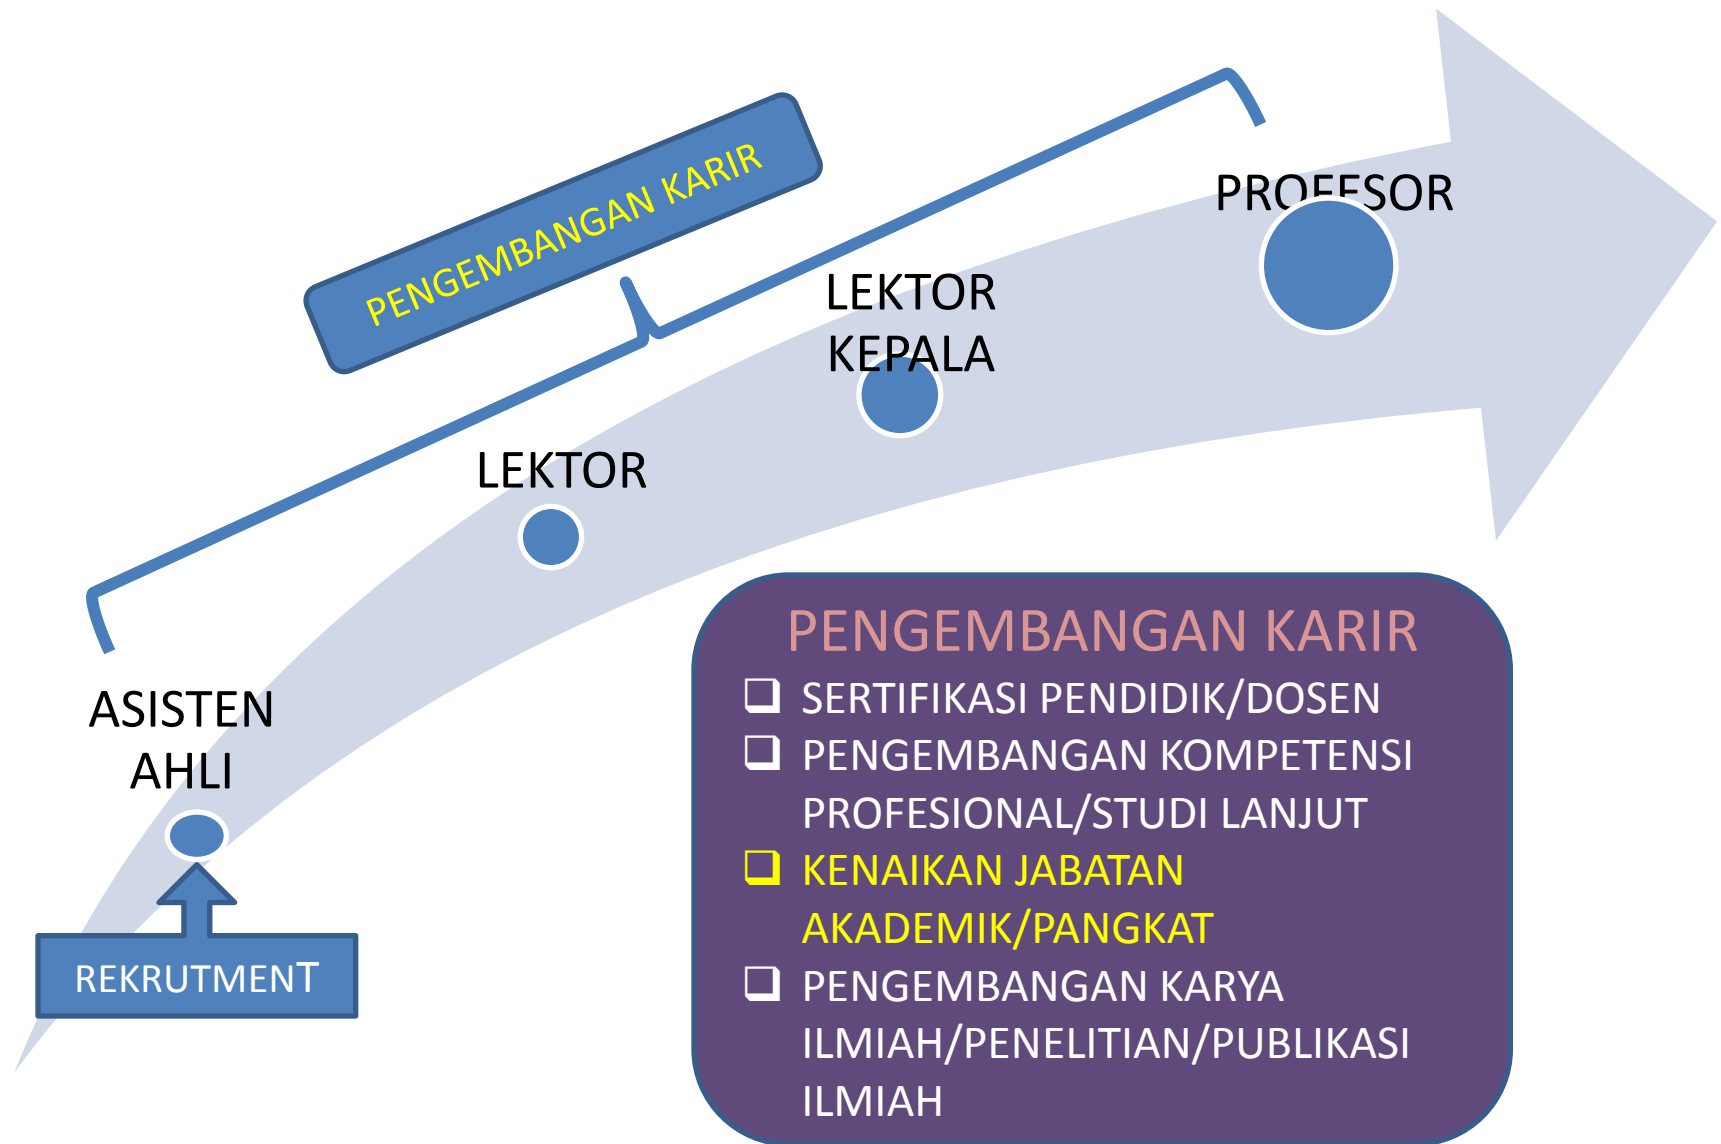 PENGEMBANGAN KARIR
PROFESOR
LEKTOR
KEPALA
LEKTOR
ASISTEN
AHLI
REKRUTMENT
PENGEMBANGAN KARIR
❑ SERTIFIKASI PENDIDIK/DOSEN
❑ PENGEMBANGAN KOMPETENSI
PROFESIONAL/STUDI LANJUT
❑ KENAIKAN JABATAN
AKADEMIK/PANGKAT
❑ PENGEMBANGAN KARYA
ILMIAH/PENELITIAN/PUBLIKASI
ILMIAH